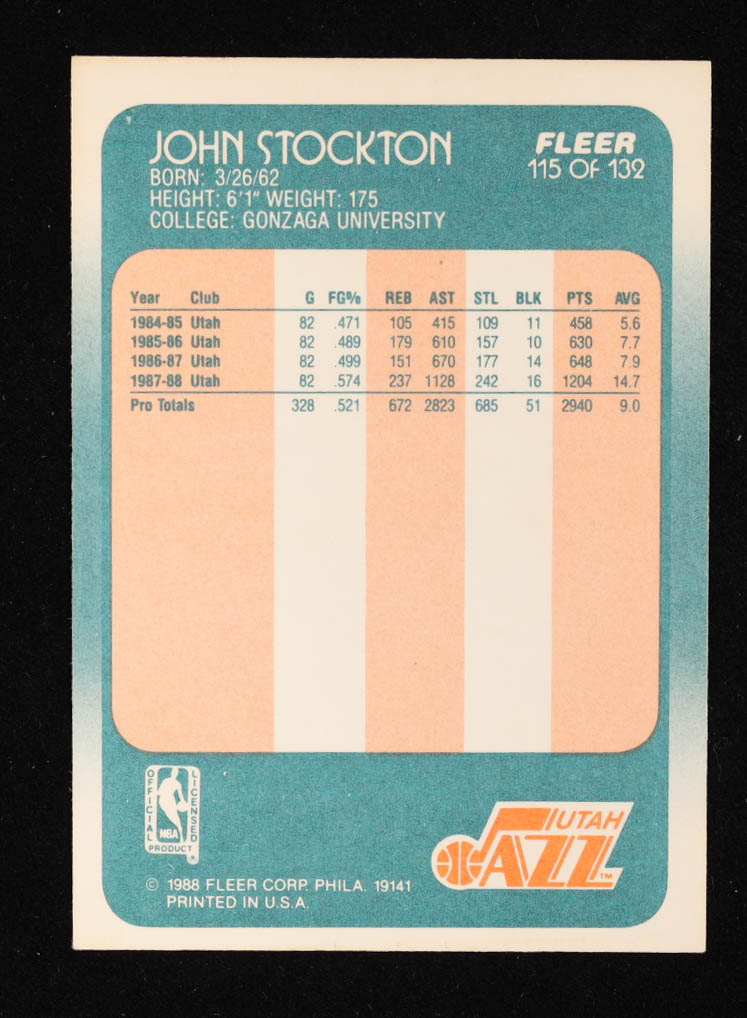 JOHN STOCKTON
BORN: 3/26/62
HEIGHT: 6'1" WEIGHT: 175
COLLEGE: GONZAGA UNIVERSITY
FLEER
115 OF 132
Year Club G FG% REB AST STL BLK PTS AVG
1984-85 Utah 82 .471 105 415 109 11 458 5.6
1985-86 Utah 82 .489 179 610 157 10 630 7.7
1986-87 Utah 82 .499 151 670 177 14 648 7.9
1987-88 Utah 82 .574 237 1128 242 16 1204 14.7
Pro Totals 328 .521 672 2823 685 51 2940 9.0
OFFICIAL
LICENSED
NBA
PRODUCT ®
UTAH
JAZZ ™
© 1988 FLEER CORP. PHILA. 19141
PRINTED IN U.S.A.